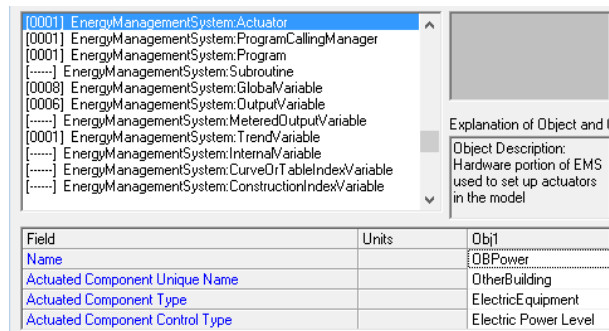 [0001] EnergyManagementSystem:Actuator
[0001] EnergyManagementSystem:ProgramCallingManager
[0001] EnergyManagementSystem:Program
[------] EnergyManagementSystem:Subroutine
[0008] EnergyManagementSystem:GlobalVariable
[0006] EnergyManagementSystem:OutputVariable
[------] EnergyManagementSystem:MeteredOutputVariable
[0001] EnergyManagementSystem:TrendVariable
[------] EnergyManagementSystem:InternalVariable
[------] EnergyManagementSystem:CurveOrTableIndexVariable
[------] EnergyManagementSystem:ConstructionIndexVariable
Explanation of Object and
Object Description:
Hardware portion of EMS
used to set up actuators
in the model
Field Units Obj1
Name OBPower
Actuated Component Unique Name OtherBuilding
Actuated Component Type ElectricEquipment
Actuated Component Control Type Electric Power Level